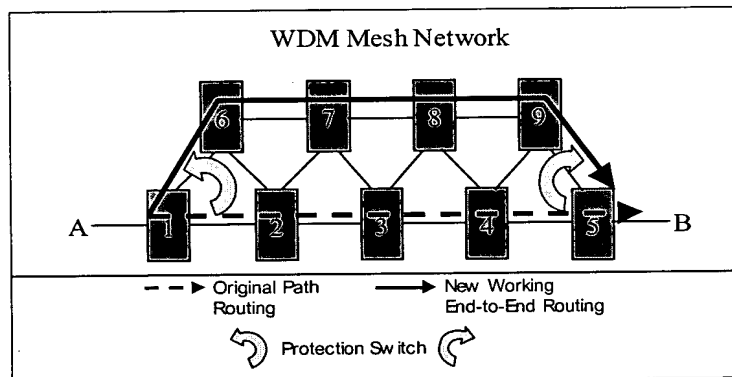 WDM Mesh Network
6 7 8 9
A 1 2 3 4 5 B
Original Path New Working
Routing End-to-End Routing
Protection Switch